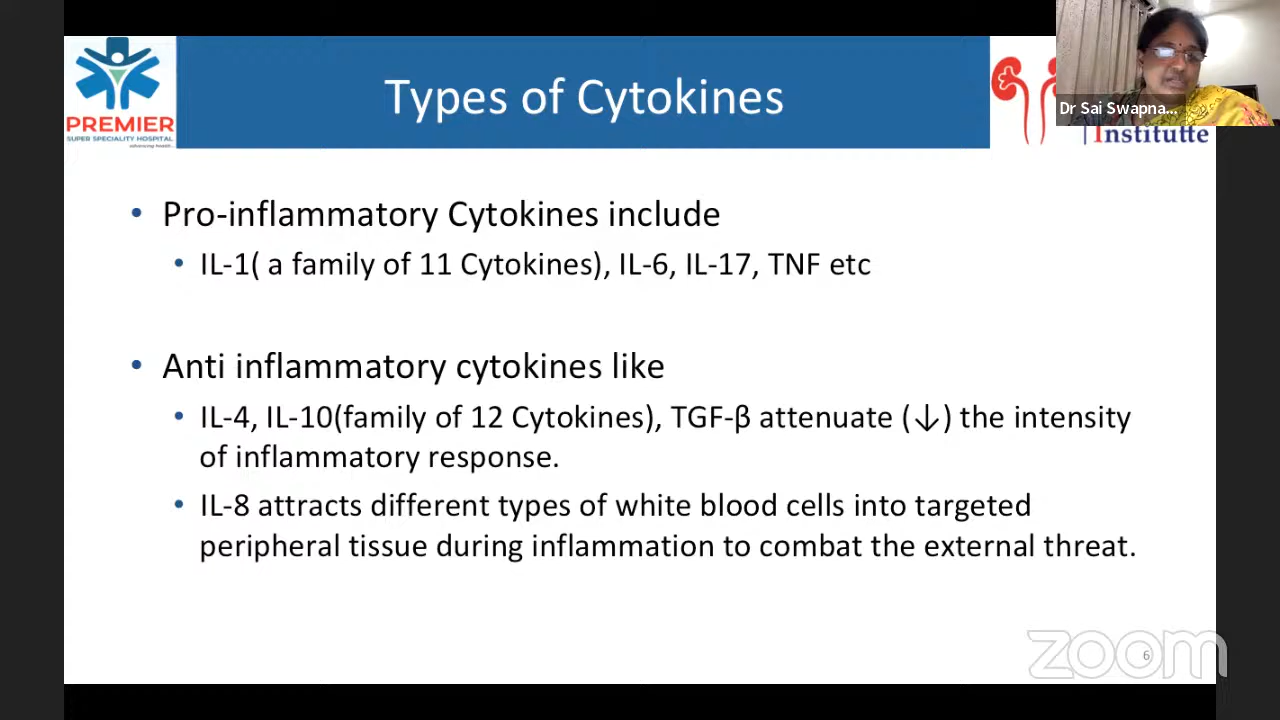 Types of Cytokines
PREMIER
SUPER SPECIALITY HOSPITAL
advancing health...
Dr Sai Swapna...
Institutte
• Pro-inflammatory Cytokines include
• IL-1( a family of 11 Cytokines), IL-6, IL-17, TNF etc
• Anti inflammatory cytokines like
• IL-4, IL-10(family of 12 Cytokines), TGF-β attenuate (↓) the intensity
of inflammatory response.
• IL-8 attracts different types of white blood cells into targeted
peripheral tissue during inflammation to combat the external threat.
zoom
6